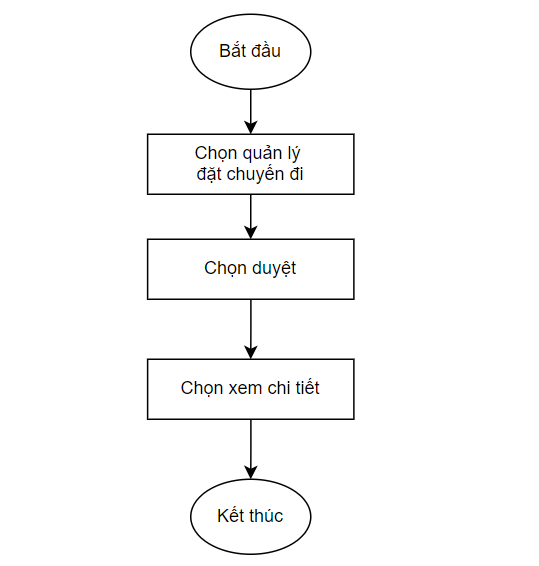 Bắt đầu
Chọn quản lý
đặt chuyến đi
Chọn duyệt
Chọn xem chi tiết
Kết thúc